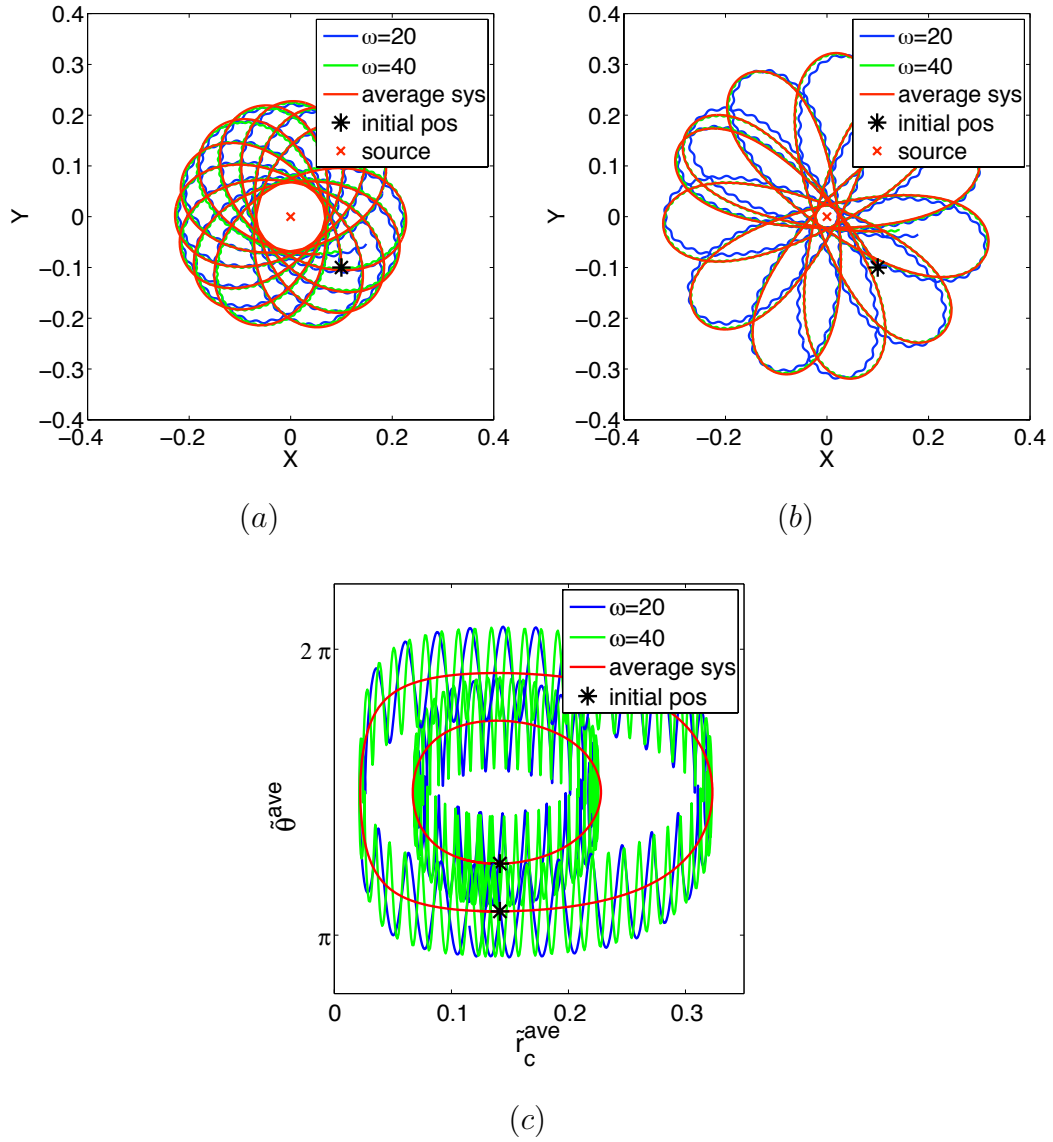 0.4
0.3
0.2
0.1
0
−0.1
−0.2
−0.3
−0.4
Y
−0.4
−0.2
0
0.2
0.4
X
ω=20
ω=40
average sys
initial pos
source
(a)
0.4
0.3
0.2
0.1
0
−0.1
−0.2
−0.3
−0.4
Y
−0.4
−0.2
0
0.2
0.4
X
ω=20
ω=40
average sys
initial pos
source
(b)
2 π
π
θ̃^ave
0
0.1
0.2
0.3
r̃_c^ave
ω=20
ω=40
average sys
initial pos
(c)